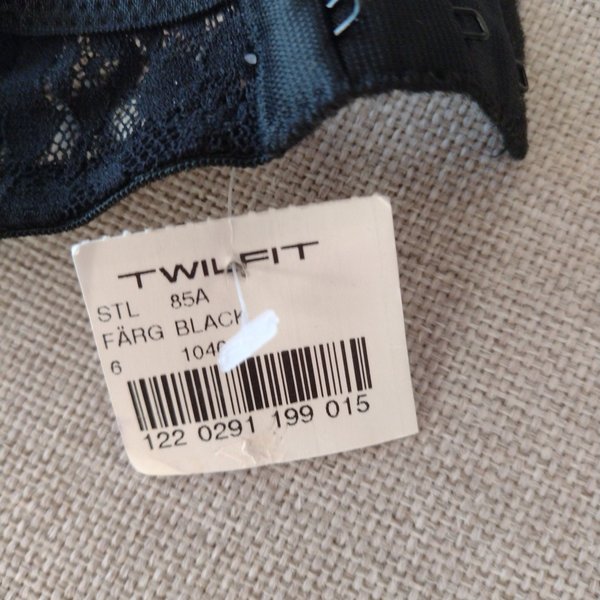 TWILFIT
STL 85A
FÄRG BLACK
6
122 0291 199 015